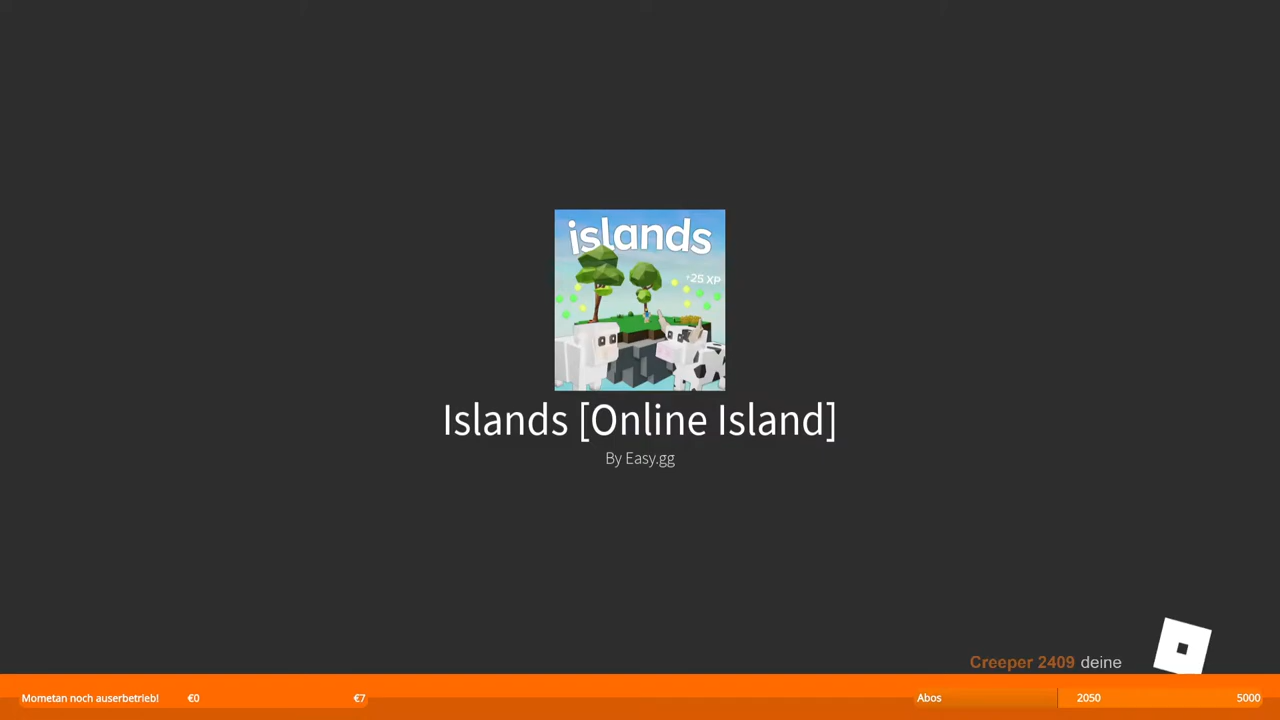 islands
+25 XP
Islands [Online Island]
By Easy.gg
Creeper 2409 deine
Mometan noch auserbetrieb! €0 €7
Abos 2050 5000